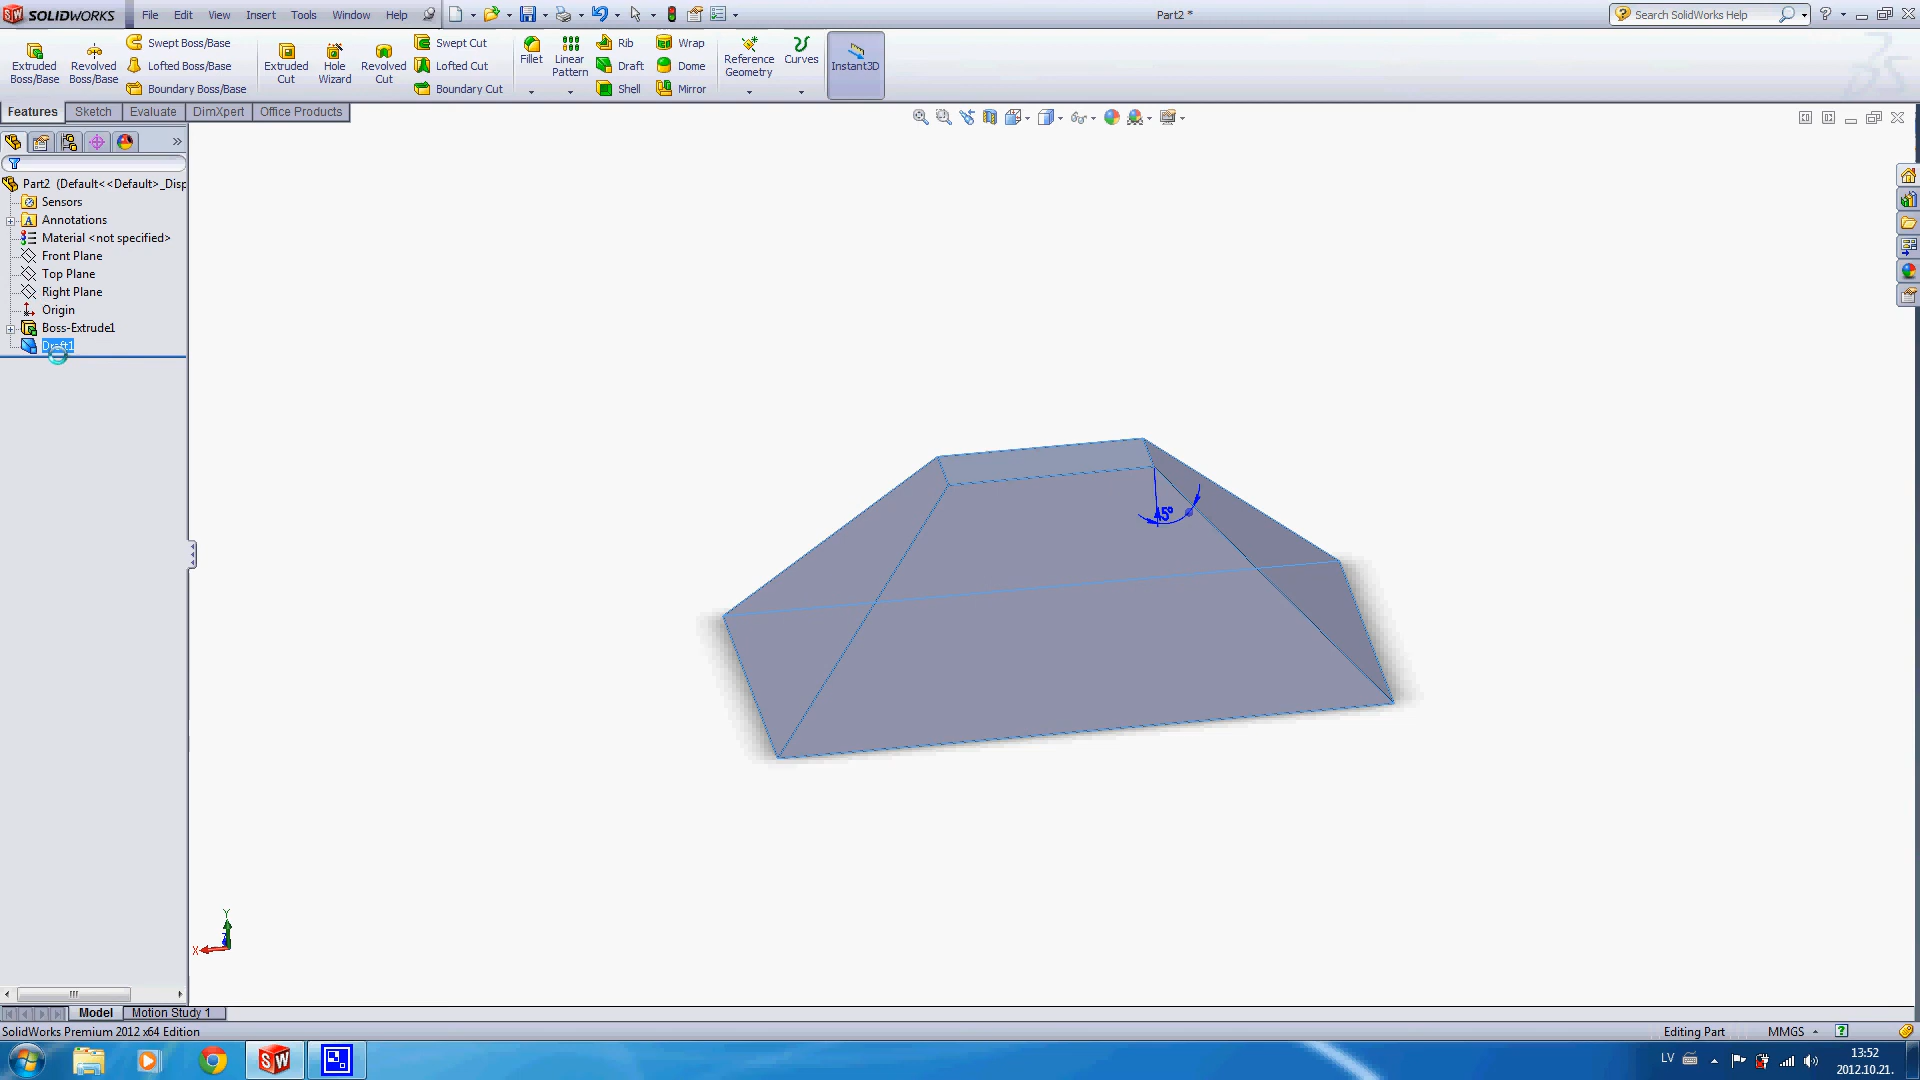 SOLIDWORKS File Edit View Insert Tools Window Help Part2 * Search SolidWorks Help
Extruded Boss/Base
Revolved Boss/Base
Swept Boss/Base
Lofted Boss/Base
Boundary Boss/Base
Extruded Cut
Hole Wizard
Revolved Cut
Swept Cut
Lofted Cut
Boundary Cut
Fillet
Linear Pattern
Rib
Draft
Shell
Wrap
Dome
Mirror
Reference Geometry
Curves
Instant3D
Features Sketch Evaluate DimXpert Office Products
Part2 (Default<<Default>_Disp
Sensors
Annotations
Material <not specified>
Front Plane
Top Plane
Right Plane
Origin
Boss-Extrude1
Draft1
45°
Y
X
Model Motion Study 1
SolidWorks Premium 2012 x64 Edition Editing Part MMGS
LV 13:52
2012.10.21.